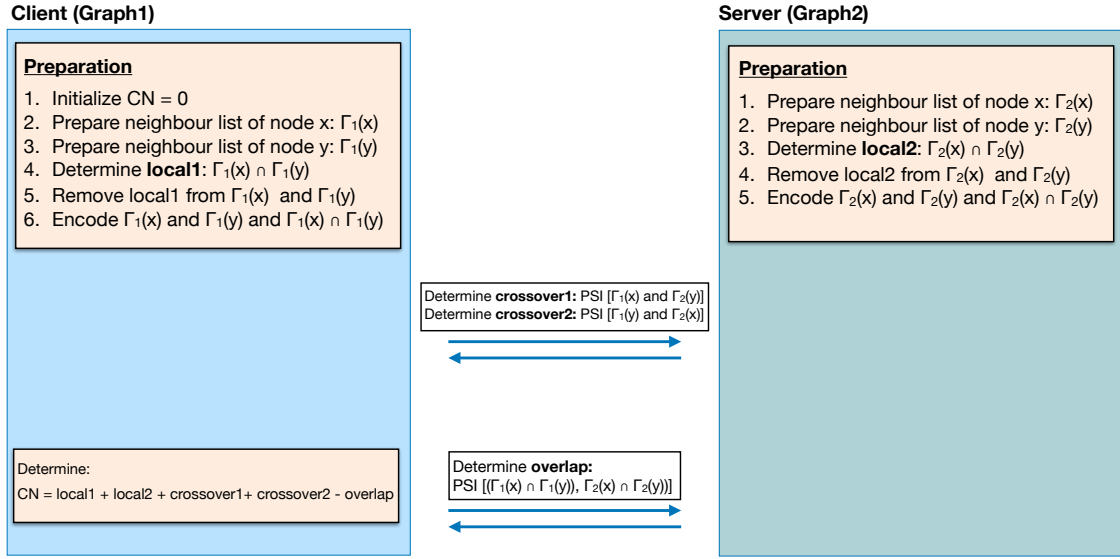 Client (Graph1)
Preparation
1. Initialize CN = 0
2. Prepare neighbour list of node x: Γ₁(x)
3. Prepare neighbour list of node y: Γ₁(y)
4. Determine local1: Γ₁(x) ∩ Γ₁(y)
5. Remove local1 from Γ₁(x) and Γ₁(y)
6. Encode Γ₁(x) and Γ₁(y) and Γ₁(x) ∩ Γ₁(y)
Server (Graph2)
Preparation
1. Prepare neighbour list of node x: Γ₂(x)
2. Prepare neighbour list of node y: Γ₂(y)
3. Determine local2: Γ₂(x) ∩ Γ₂(y)
4. Remove local2 from Γ₂(x) and Γ₂(y)
5. Encode Γ₂(x) and Γ₂(y) and Γ₂(x) ∩ Γ₂(y)
Determine crossover1: PSI [Γ₁(x) and Γ₂(y)]
Determine crossover2: PSI [Γ₁(y) and Γ₂(x)]
Determine overlap:
PSI [(Γ₁(x) ∩ Γ₁(y)), Γ₂(x) ∩ Γ₂(y))]
Determine:
CN = local1 + local2 + crossover1+ crossover2 - overlap